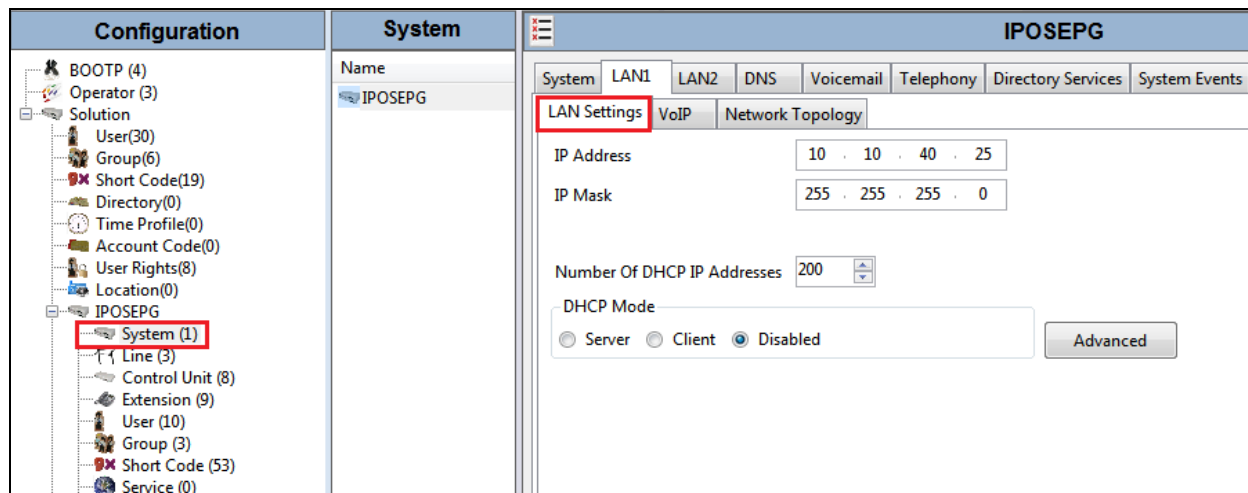 Configuration
BOOTP (4)
Operator (3)
Solution
User(30)
Group(6)
Short Code(19)
Directory(0)
Time Profile(0)
Account Code(0)
User Rights(8)
Location(0)
IPOSEPG
System (1)
Line (3)
Control Unit (8)
Extension (9)
User (10)
Group (3)
Short Code (53)
Service (0)
System
Name
IPOSEPG
IPOSEPG
System LAN1 LAN2 DNS Voicemail Telephony Directory Services System Events
LAN Settings VoIP Network Topology
IP Address 10 . 10 . 40 . 25
IP Mask 255 . 255 . 255 . 0
Number Of DHCP IP Addresses 200
DHCP Mode
Server Client Disabled Advanced